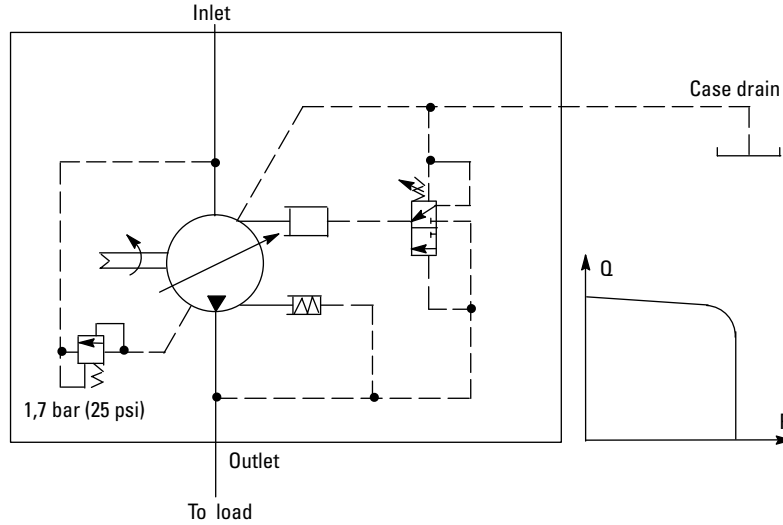 Inlet
Case drain
Q
1,7 bar (25 psi)
Outlet
To load